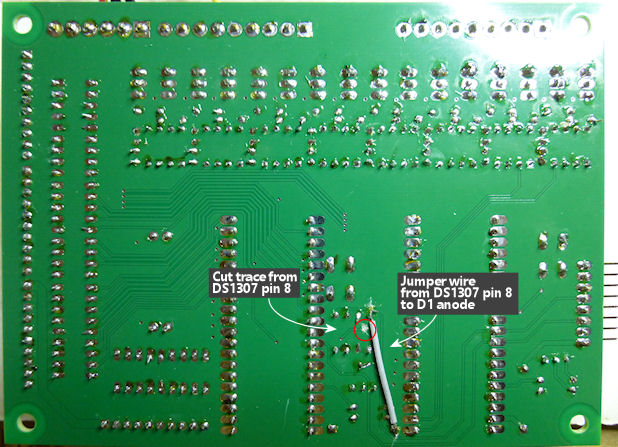 Cut trace from
DS1307 pin 8
Jumper wire
from DS1307 pin 8
to D1 anode